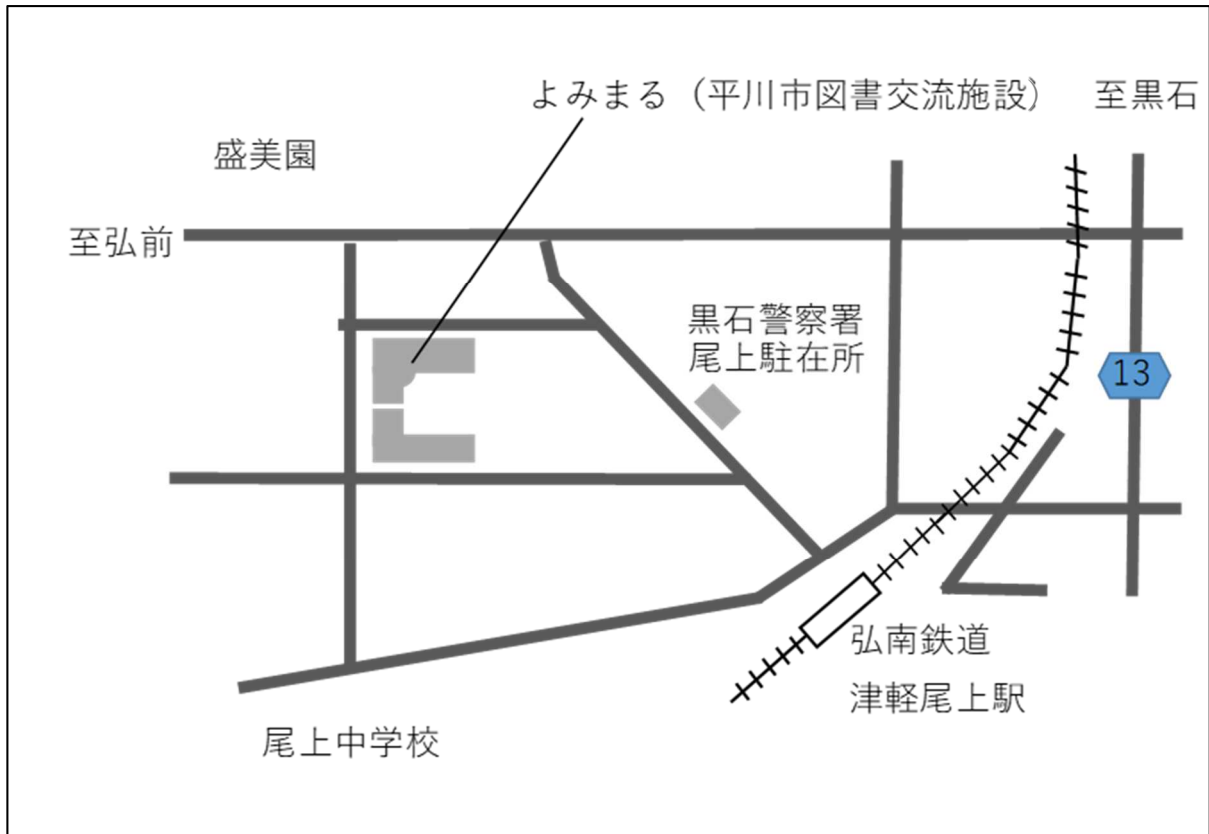 よみまる（平川市図書交流施設）
至黒石
盛美園
至弘前
黒石警察署
尾上駐在所
13
弘南鉄道
津軽尾上駅
尾上中学校